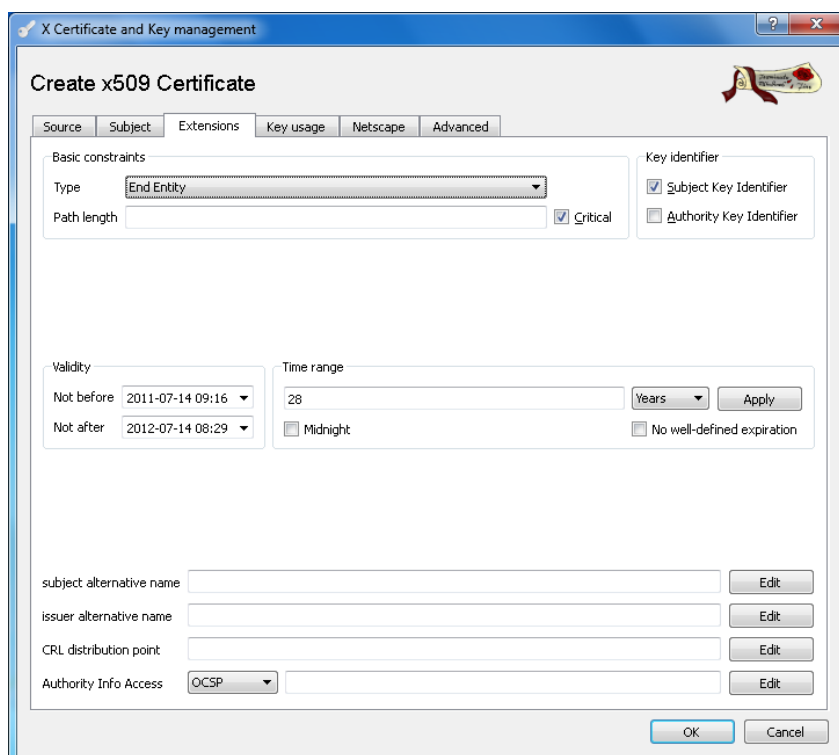 X Certificate and Key management
Create x509 Certificate
Source Subject Extensions Key usage Netscape Advanced
Basic constraints Key identifier
Type End Entity Subject Key Identifier
Path length Critical Authority Key Identifier
Validity Time range
Not before 2011-07-14 09:16 28 Years Apply
Not after 2012-07-14 08:29 Midnight No well-defined expiration
subject alternative name Edit
issuer alternative name Edit
CRL distribution point Edit
Authority Info Access OCSP Edit
OK Cancel